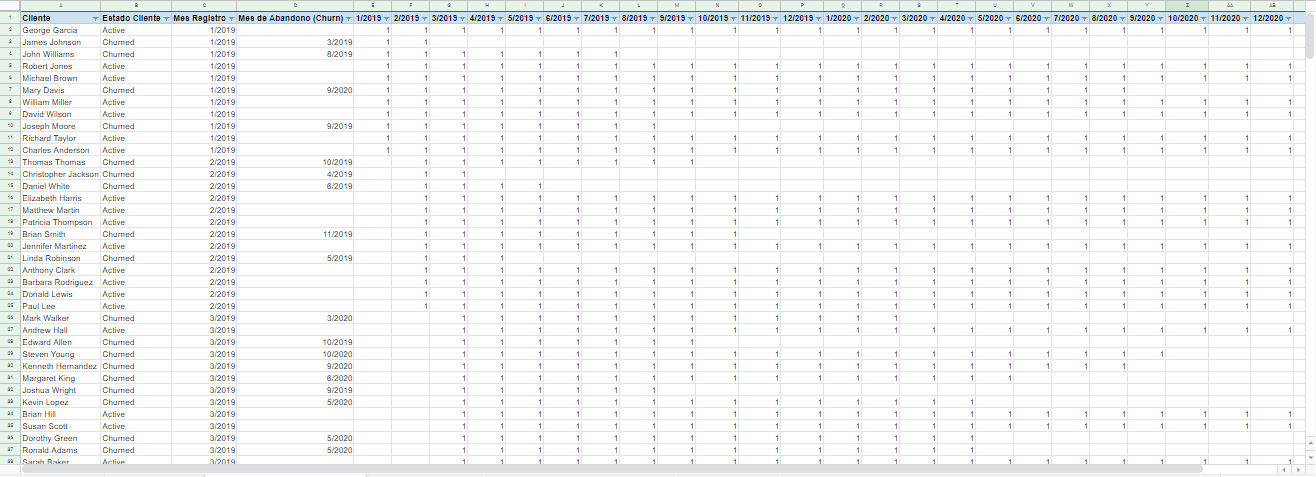 A B C D E F G H I J K L M N O P Q R S T U V W X Y Z AA AB
1 Cliente Estado Cliente Mes Registro Mes de Abandono (Churn) 1/2019 2/2019 3/2019 4/2019 5/2019 6/2019 7/2019 8/2019 9/2019 10/2019 11/2019 12/2019 1/2020 2/2020 3/2020 4/2020 5/2020 6/2020 7/2020 8/2020 9/2020 10/2020 11/2020 12/2020
2 George Garcia Active 1/2019 1 1 1 1 1 1 1 1 1 1 1 1 1 1 1 1 1 1 1 1 1 1 1 1
3 James Johnson Churned 1/2019 3/2019 1 1
4 John Williams Churned 1/2019 8/2019 1 1 1 1 1 1 1
5 Robert Jones Active 1/2019 1 1 1 1 1 1 1 1 1 1 1 1 1 1 1 1 1 1 1 1 1 1 1 1
6 Michael Brown Active 1/2019 1 1 1 1 1 1 1 1 1 1 1 1 1 1 1 1 1 1 1 1 1 1 1 1
7 Mary Davis Churned 1/2019 9/2020 1 1 1 1 1 1 1 1 1 1 1 1 1 1 1 1 1 1 1 1
8 William Miller Active 1/2019 1 1 1 1 1 1 1 1 1 1 1 1 1 1 1 1 1 1 1 1 1 1 1 1
9 David Wilson Active 1/2019 1 1 1 1 1 1 1 1 1 1 1 1 1 1 1 1 1 1 1 1 1 1 1 1
10 Joseph Moore Churned 1/2019 9/2019 1 1 1 1 1 1 1 1
11 Richard Taylor Active 1/2019 1 1 1 1 1 1 1 1 1 1 1 1 1 1 1 1 1 1 1 1 1 1 1 1
12 Charles Anderson Active 1/2019 1 1 1 1 1 1 1 1 1 1 1 1 1 1 1 1 1 1 1 1 1 1 1 1
13 Thomas Thomas Churned 2/2019 10/2019 1 1 1 1 1 1 1 1
14 Christopher Jackson Churned 2/2019 4/2019 1 1
15 Daniel White Churned 2/2019 6/2019 1 1 1 1
16 Elizabeth Harris Active 2/2019 1 1 1 1 1 1 1 1 1 1 1 1 1 1 1 1 1 1 1 1 1 1 1
17 Matthew Martin Active 2/2019 1 1 1 1 1 1 1 1 1 1 1 1 1 1 1 1 1 1 1 1 1 1 1
18 Patricia Thompson Active 2/2019 1 1 1 1 1 1 1 1 1 1 1 1 1 1 1 1 1 1 1 1 1 1 1
19 Brian Smith Churned 2/2019 11/2019 1 1 1 1 1 1 1 1 1
20 Jennifer Martinez Active 2/2019 1 1 1 1 1 1 1 1 1 1 1 1 1 1 1 1 1 1 1 1 1 1 1
21 Linda Robinson Churned 2/2019 5/2019 1 1 1
22 Anthony Clark Active 2/2019 1 1 1 1 1 1 1 1 1 1 1 1 1 1 1 1 1 1 1 1 1 1 1
23 Barbara Rodriguez Active 2/2019 1 1 1 1 1 1 1 1 1 1 1 1 1 1 1 1 1 1 1 1 1 1 1
24 Donald Lewis Active 2/2019 1 1 1 1 1 1 1 1 1 1 1 1 1 1 1 1 1 1 1 1 1 1 1
25 Paul Lee Active 2/2019 1 1 1 1 1 1 1 1 1 1 1 1 1 1 1 1 1 1 1 1 1 1 1
26 Mark Walker Churned 3/2019 3/2020 1 1 1 1 1 1 1 1 1 1 1 1
27 Andrew Hall Active 3/2019 1 1 1 1 1 1 1 1 1 1 1 1 1 1 1 1 1 1 1 1 1 1
28 Edward Allen Churned 3/2019 10/2019 1 1 1 1 1 1 1
29 Steven Young Churned 3/2019 10/2020 1 1 1 1 1 1 1 1 1 1 1 1 1 1 1 1 1 1 1
30 Kenneth Hernandez Churned 3/2019 9/2020 1 1 1 1 1 1 1 1 1 1 1 1 1 1 1 1 1 1
31 Margaret King Churned 3/2019 6/2020 1 1 1 1 1 1 1 1 1 1 1 1 1 1 1
32 Joshua Wright Churned 3/2019 9/2019 1 1 1 1 1 1
33 Kevin Lopez Churned 3/2019 5/2020 1 1 1 1 1 1 1 1 1 1 1 1 1 1
34 Brian Hill Active 3/2019 1 1 1 1 1 1 1 1 1 1 1 1 1 1 1 1 1 1 1 1 1 1
35 Susan Scott Active 3/2019 1 1 1 1 1 1 1 1 1 1 1 1 1 1 1 1 1 1 1 1 1 1
36 Dorothy Green Churned 3/2019 5/2020 1 1 1 1 1 1 1 1 1 1 1 1 1 1
37 Ronald Adams Churned 3/2019 5/2020 1 1 1 1 1 1 1 1 1 1 1 1 1 1
38 Sarah Baker Active 3/2019 1 1 1 1 1 1 1 1 1 1 1 1 1 1 1 1 1 1 1 1 1 1